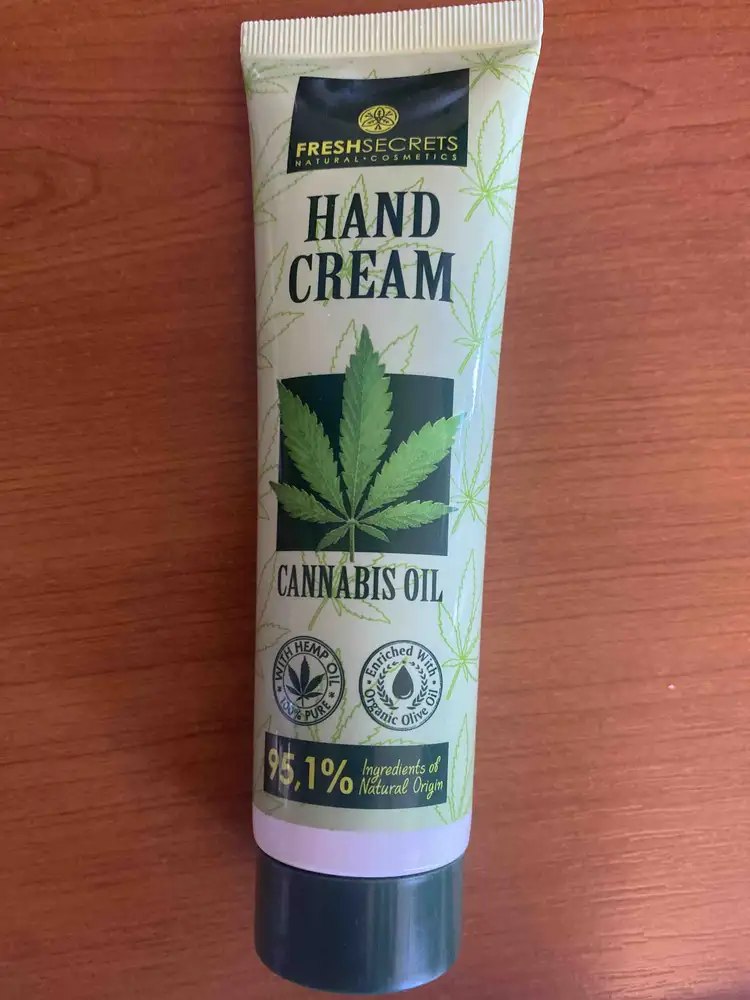 FRESHSECRETS
NATURAL•COSMETICS
HAND
CREAM
CANNABIS OIL
• WITH HEMP OIL •
100% PURE
Enriched With
• Organic Olive Oil •
95,1% Ingredients of
Natural Origin